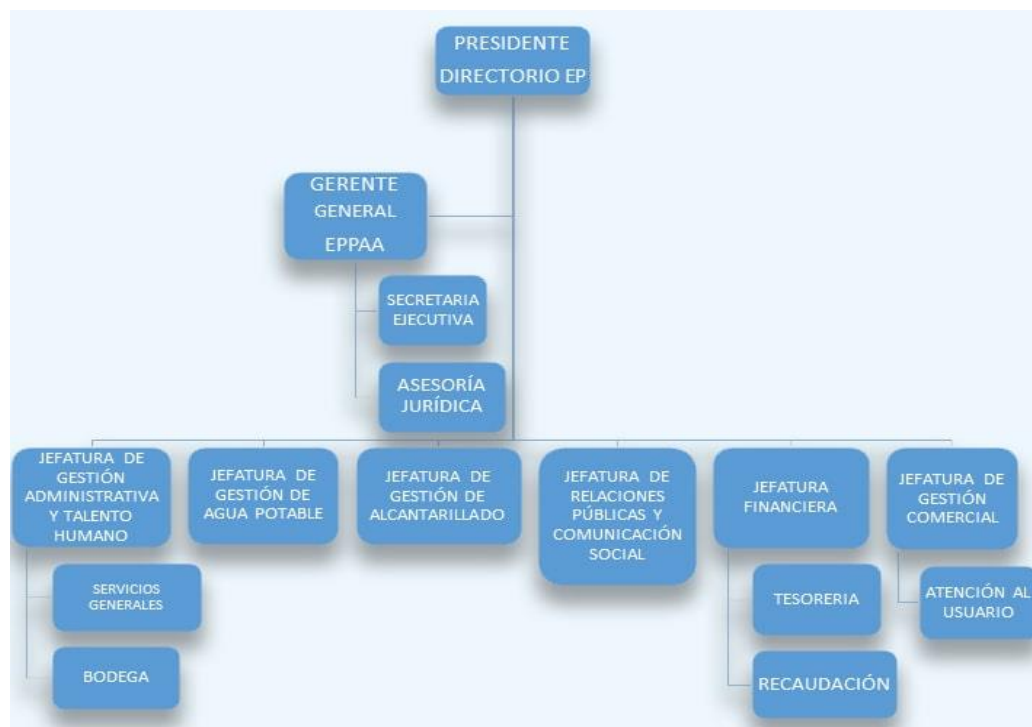 PRESIDENTE
DIRECTORIO EP
GERENTE
GENERAL
EPPAA
SECRETARIA
EJECUTIVA
ASESORÍA
JURÍDICA
JEFATURA DE
GESTIÓN
ADMINISTRATIVA
Y TALENTO
HUMANO
JEFATURA DE
GESTIÓN DE
AGUA POTABLE
JEFATURA DE
GESTIÓN DE
ALCANTARILLADO
JEFATURA DE
RELACIONES
PÚBLICAS Y
COMUNICACIÓN
SOCIAL
JEFATURA
FINANCIERA
JEFATURA DE
GESTIÓN
COMERCIAL
SERVICIOS
GENERALES
BODEGA
TESORERIA
RECAUDACIÓN
ATENCIÓN AL
USUARIO